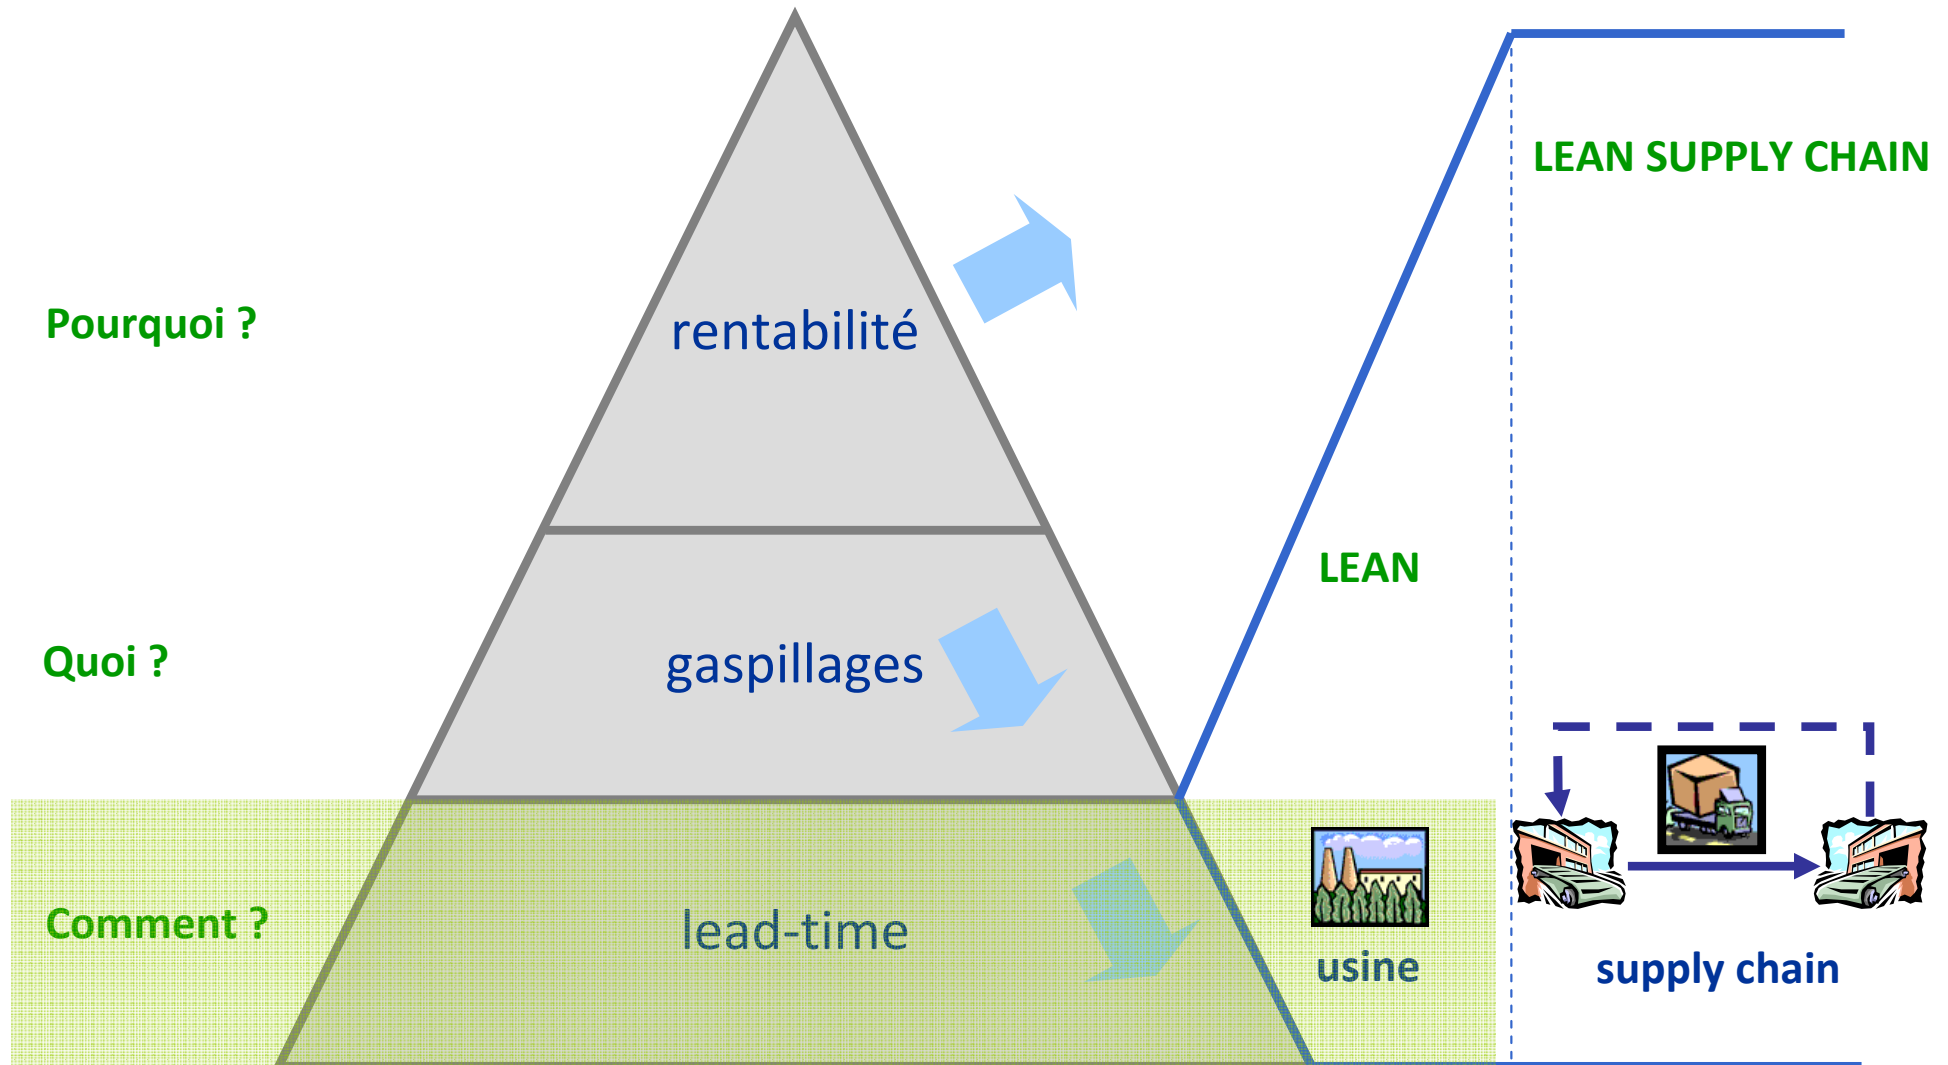 LEAN SUPPLY CHAIN
Pourquoi ?
rentabilité
LEAN
Quoi ?
gaspillages
Comment ?
lead-time
usine
supply chain